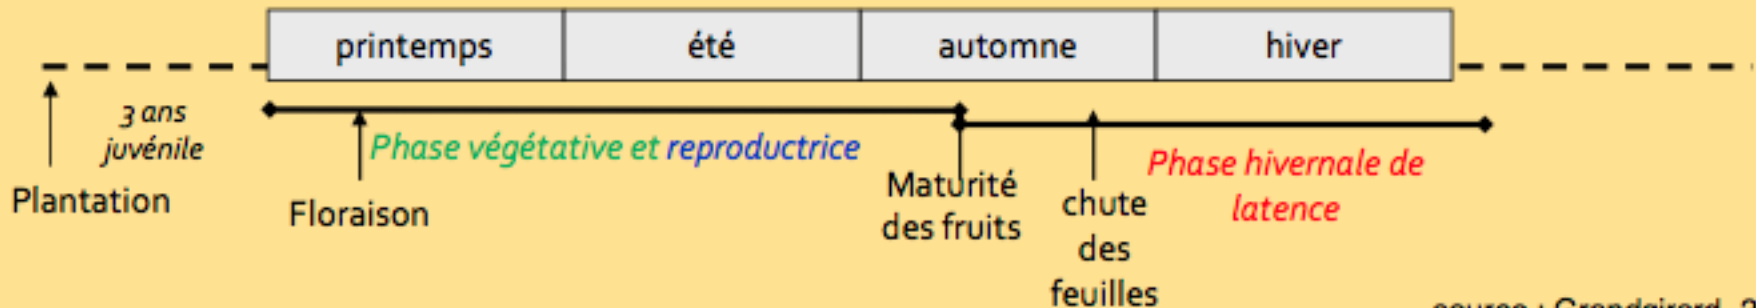 printemps été automne hiver
3 ans
juvénile
Phase végétative et reproductrice
Phase hivernale de
latence
Plantation
Floraison
Maturité
des fruits
chute
des
feuilles